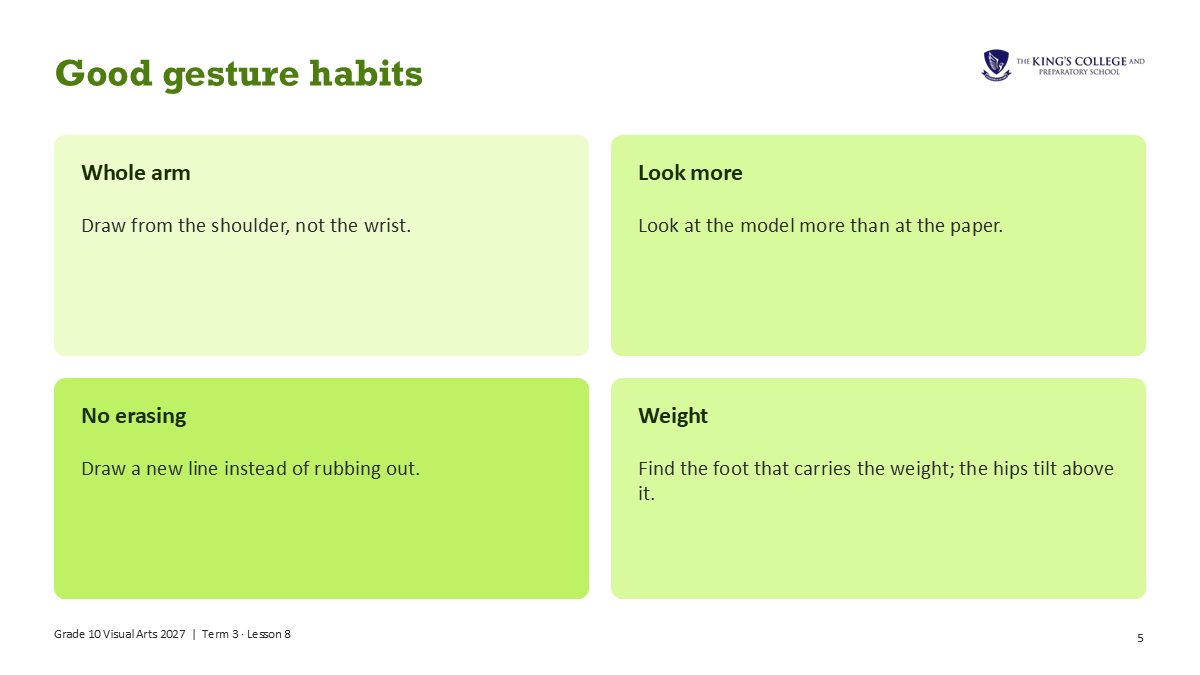 Good gesture habits
THE KING'S COLLEGE AND
PREPARATORY SCHOOL
Whole arm
Draw from the shoulder, not the wrist.
Look more
Look at the model more than at the paper.
No erasing
Draw a new line instead of rubbing out.
Weight
Find the foot that carries the weight; the hips tilt above
it.
Grade 10 Visual Arts 2027 | Term 3 · Lesson 8
5